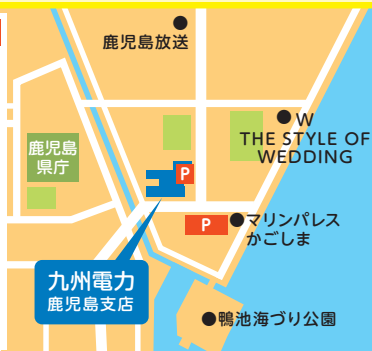 鹿児島放送
W
THE STYLE OF
WEDDING
鹿児島
県庁
P
P
マリンパレス
かごしま
九州電力
鹿児島支店
鴨池海づり公園